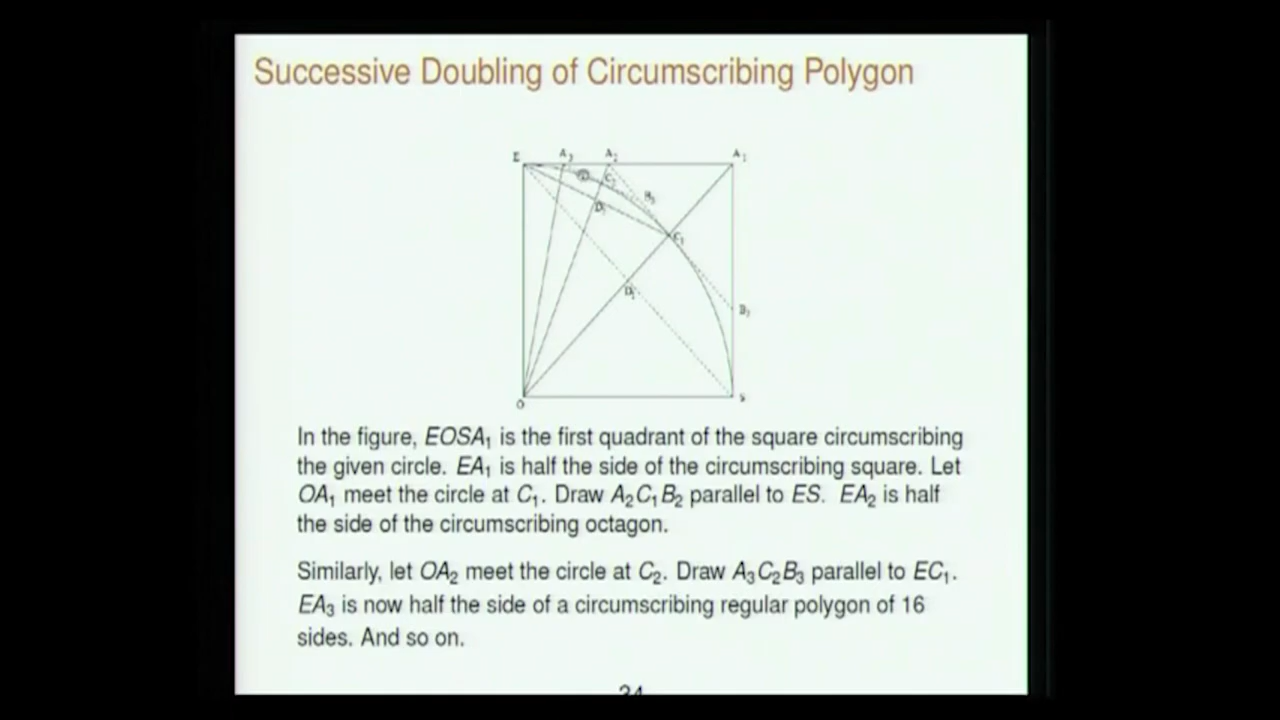 Successive Doubling of Circumscribing Polygon
E A₃ A₂ A₁
C₂
B₃
D₂
C₁
D₁
B₂
O S
In the figure, EOSA₁ is the first quadrant of the square circumscribing
the given circle. EA₁ is half the side of the circumscribing square. Let
OA₁ meet the circle at C₁. Draw A₂C₁B₂ parallel to ES. EA₂ is half
the side of the circumscribing octagon.
Similarly, let OA₂ meet the circle at C₂. Draw A₃C₂B₃ parallel to EC₁.
EA₃ is now half the side of a circumscribing regular polygon of 16
sides. And so on.